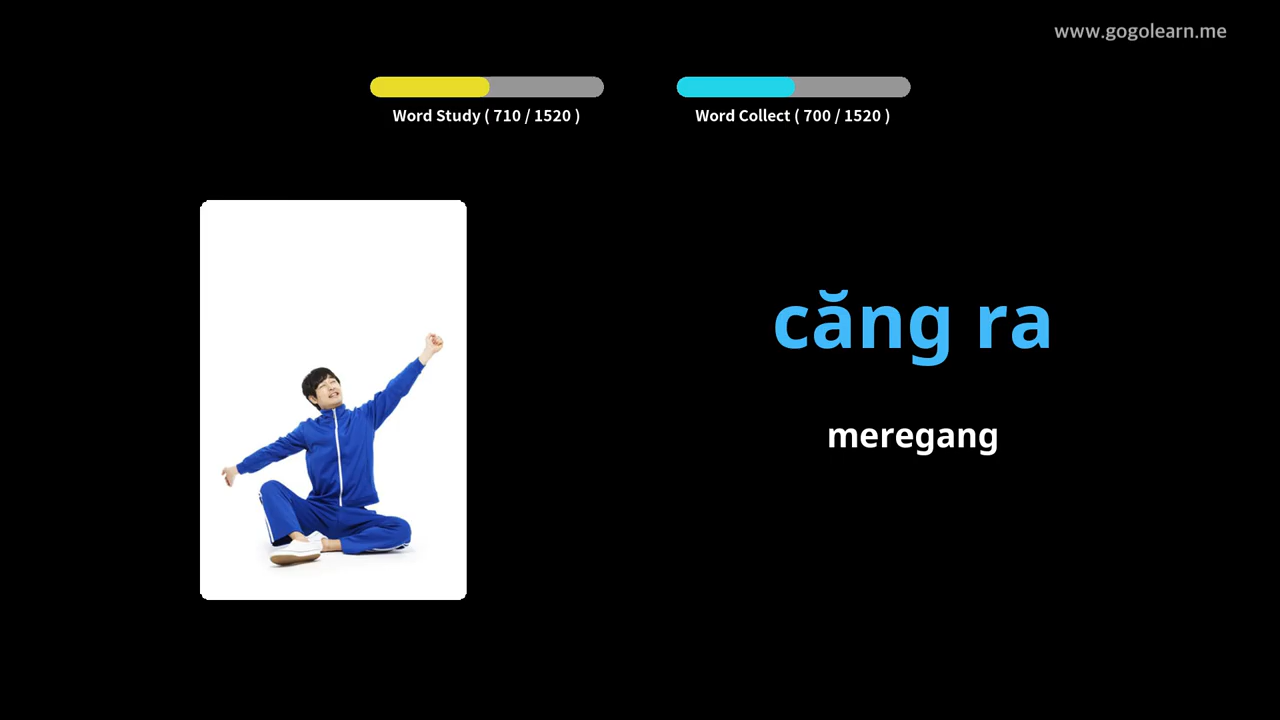 www.gogolearn.me
Word Study ( 710 / 1520 )
Word Collect ( 700 / 1520 )
căng ra
meregang